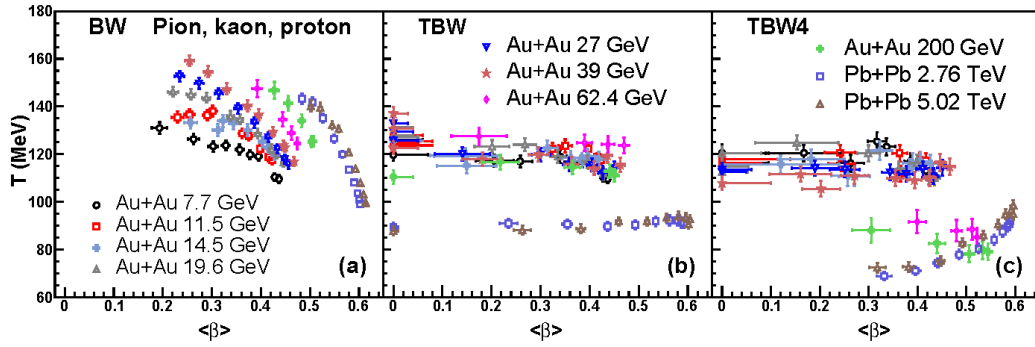 BW Pion, kaon, proton
TBW
TBW4
Au+Au 27 GeV
Au+Au 39 GeV
Au+Au 62.4 GeV
Au+Au 200 GeV
Pb+Pb 2.76 TeV
Pb+Pb 5.02 TeV
T (MeV)
160
140
120
100
80
60
Au+Au 7.7 GeV
Au+Au 11.5 GeV
Au+Au 14.5 GeV
Au+Au 19.6 GeV
(a)
(b)
(c)
0 0.1 0.2 0.3 0.4 0.5 0.6
0 0.1 0.2 0.3 0.4 0.5 0.6
0 0.1 0.2 0.3 0.4 0.5 0.6
<β>
<β>
<β>